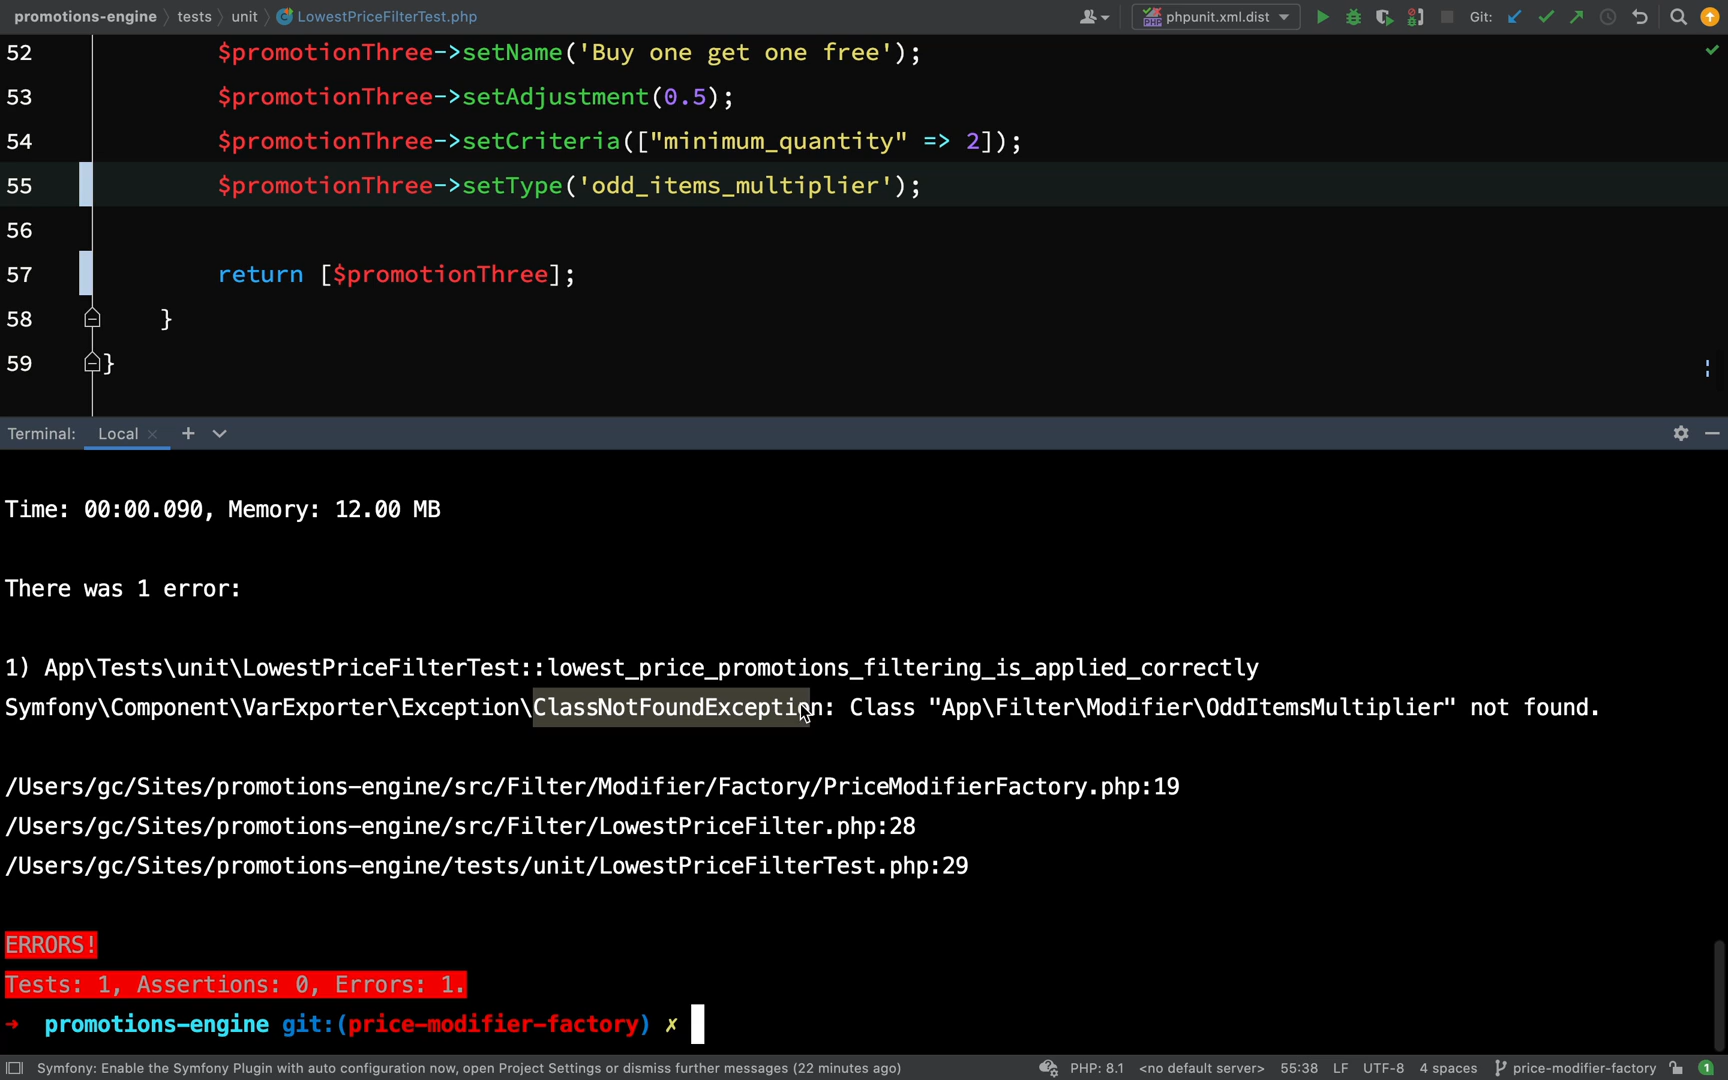 promotions-engine tests unit LowestPriceFilterTest.php phpunit.xml.dist Git:
52 $promotionThree->setName('Buy one get one free');
53 $promotionThree->setAdjustment(0.5);
54 $promotionThree->setCriteria(["minimum_quantity" => 2]);
55 $promotionThree->setType('odd_items_multiplier');
56
57 return [$promotionThree];
58 }
59 }
Terminal: Local
Time: 00:00.090, Memory: 12.00 MB
There was 1 error:
1) App\Tests\unit\LowestPriceFilterTest::lowest_price_promotions_filtering_is_applied_correctly
Symfony\Component\VarExporter\Exception\ClassNotFoundException: Class "App\Filter\Modifier\OddItemsMultiplier" not found.
/Users/gc/Sites/promotions-engine/src/Filter/Modifier/Factory/PriceModifierFactory.php:19
/Users/gc/Sites/promotions-engine/src/Filter/LowestPriceFilter.php:28
/Users/gc/Sites/promotions-engine/tests/unit/LowestPriceFilterTest.php:29
ERRORS!
Tests: 1, Assertions: 0, Errors: 1.
→ promotions-engine git:(price-modifier-factory) ✗
Symfony: Enable the Symfony Plugin with auto configuration now, open Project Settings or dismiss further messages (22 minutes ago) PHP: 8.1 <no default server> 55:38 LF UTF-8 4 spaces price-modifier-factory 1